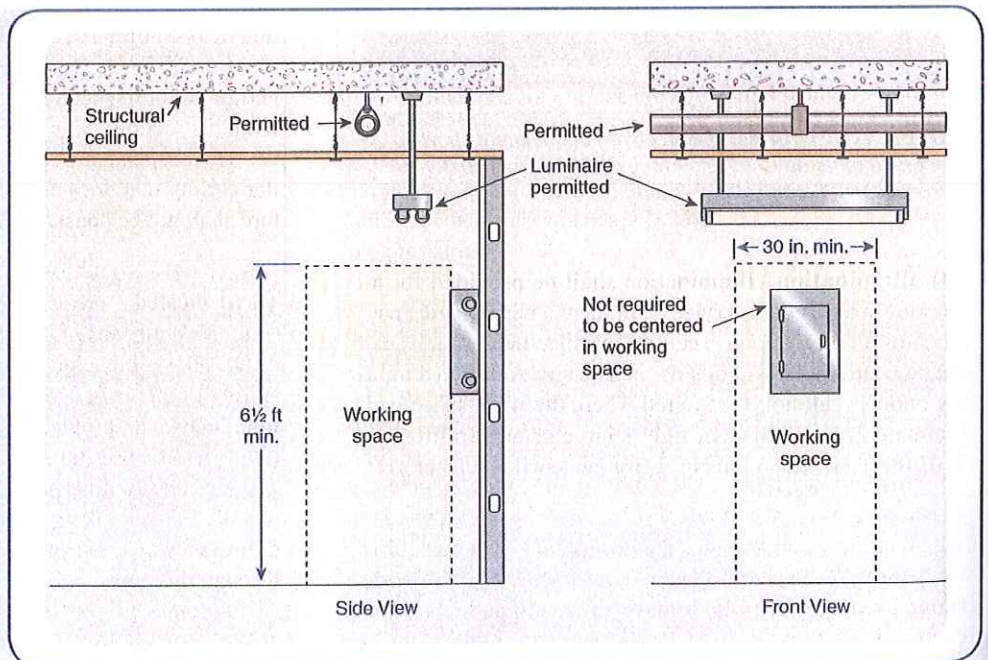 Structural
ceiling
Permitted
Permitted
Luminaire
permitted
30 in. min.
Not required
to be centered
in working
space
6½ ft
min.
Working
space
Working
space
Side View
Front View